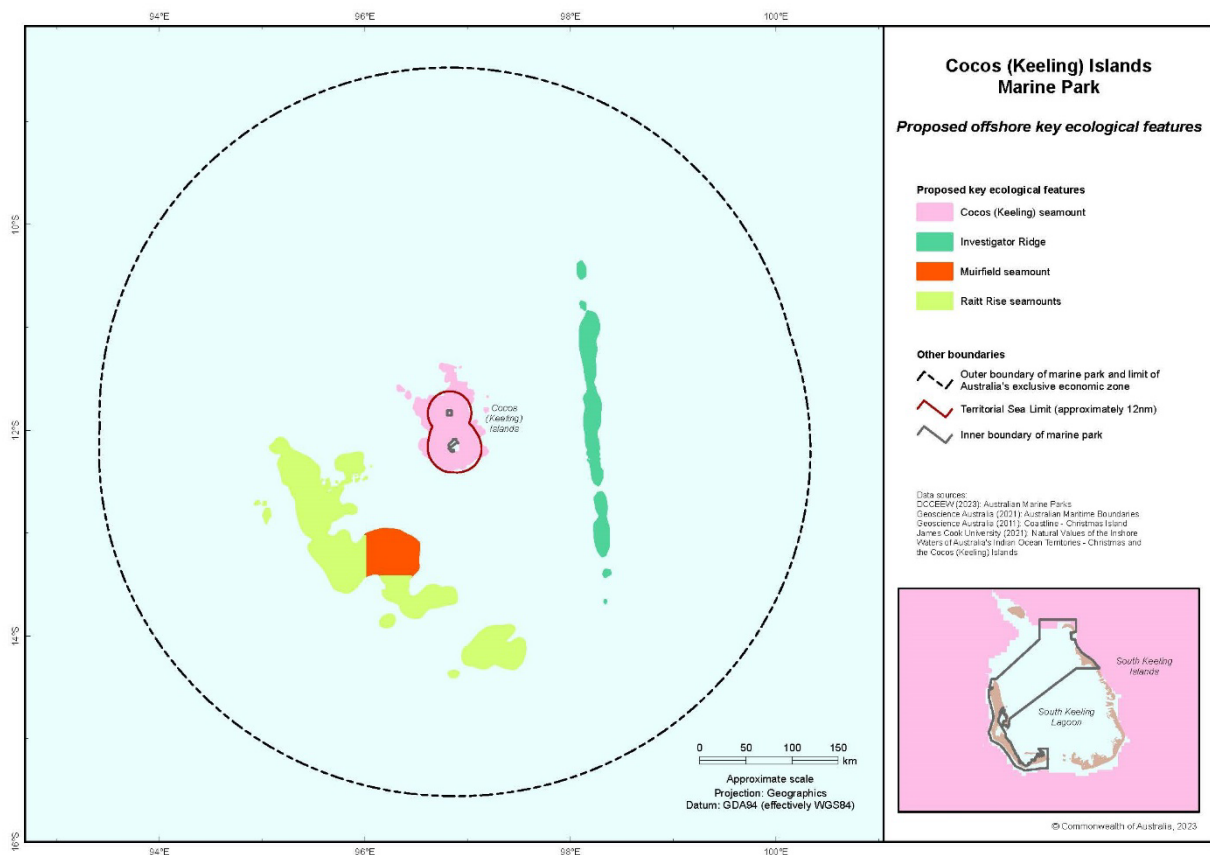 94°E 96°E 98°E 100°E
10°S
12°S
14°S
16°S
Cocos
(Keeling)
Islands
0 50 100 150
km
Approximate scale
Projection: Geographics
Datum: GDA94 (effectively WGS84)
94°E 96°E 98°E 100°E
Cocos (Keeling) Islands
Marine Park
Proposed offshore key ecological features
Proposed key ecological features
Cocos (Keeling) seamount
Investigator Ridge
Muirfield seamount
Raitt Rise seamounts
Other boundaries
Outer boundary of marine park and limit of
Australia's exclusive economic zone
Territorial Sea Limit (approximately 12nm)
Inner boundary of marine park
Data sources:
DCCEEW (2023): Australian Marine Parks
Geoscience Australia (2021): Australian Maritime Boundaries
Geoscience Australia (2011): Coastline - Christmas Island
James Cook University (2021): Natural Values of the Inshore
Waters of Australia's Indian Ocean Territories - Christmas and
the Cocos (Keeling) Islands
South Keeling
Islands
South Keeling
Lagoon
© Commonwealth of Australia, 2023